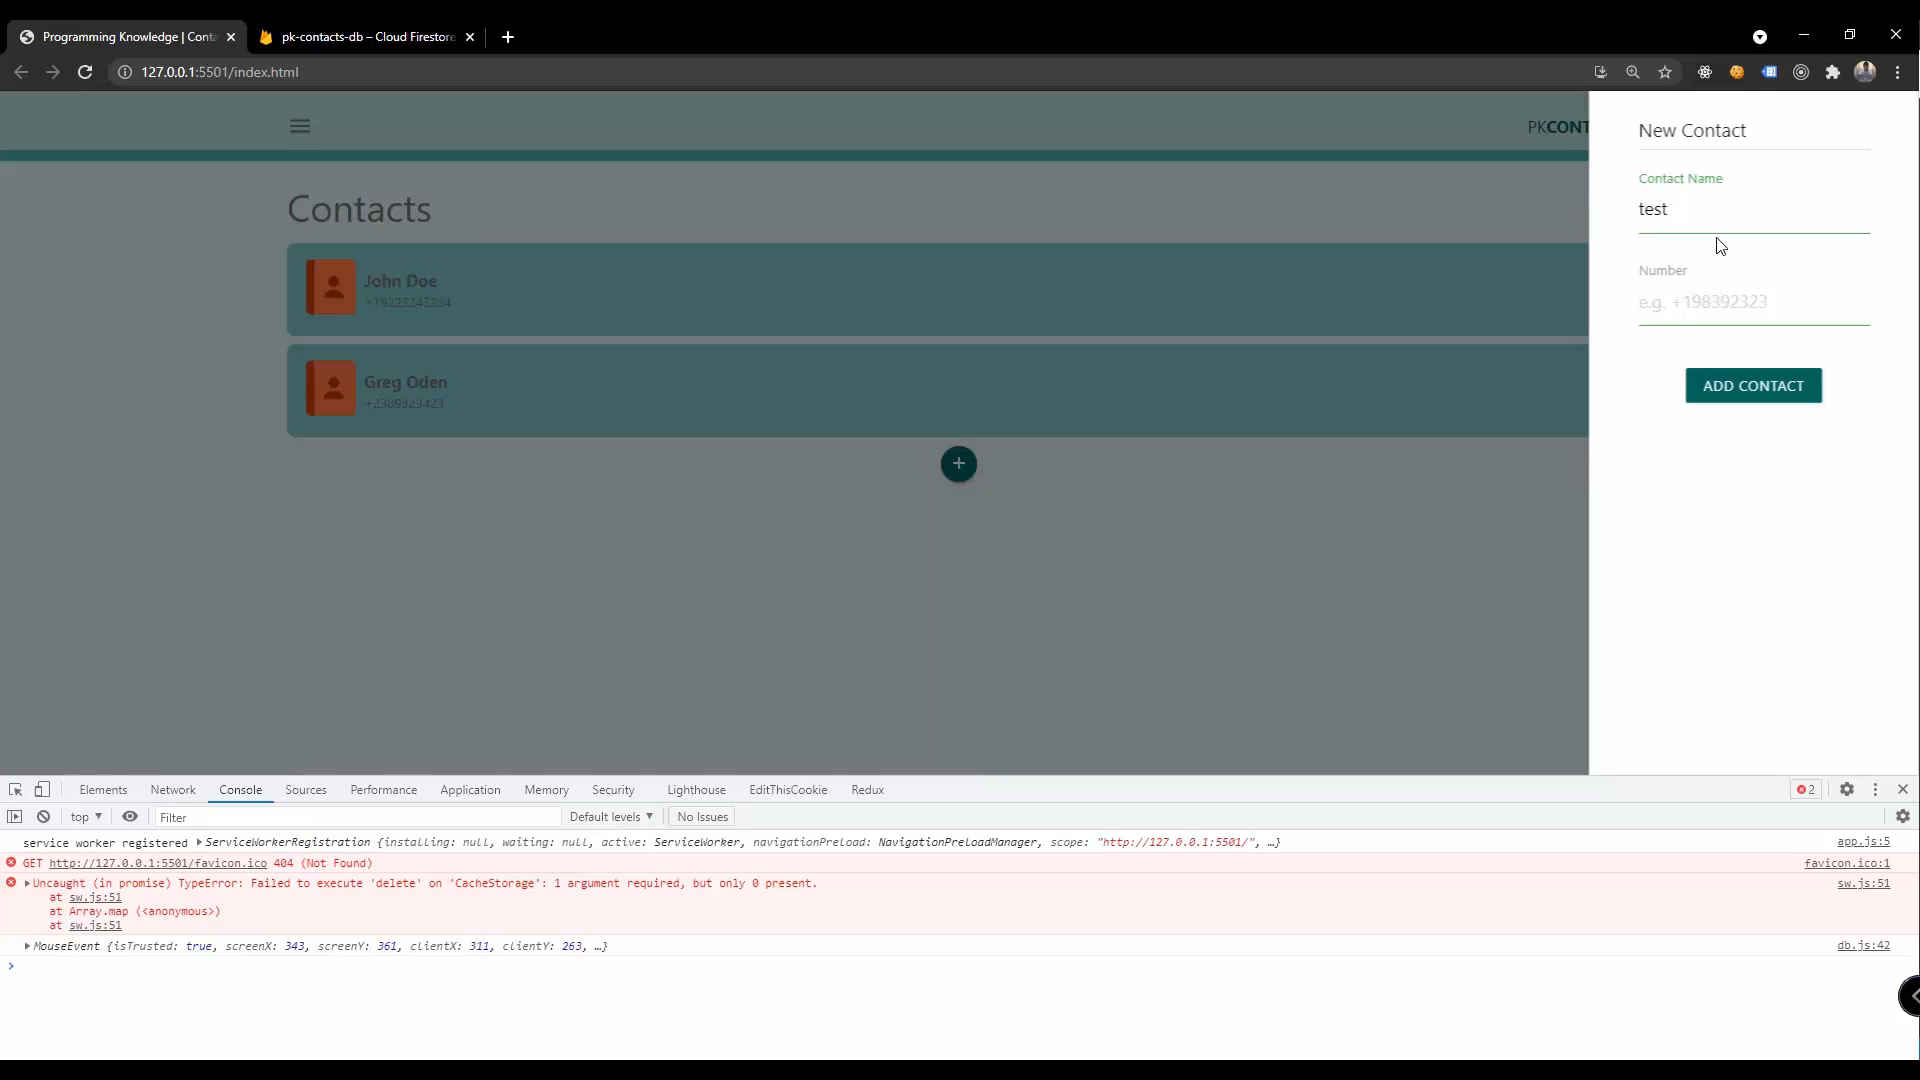 Programming Knowledge | Conta
pk-contacts-db – Cloud Firestore
127.0.0.1:5501/index.html
PKCONT
Contacts
John Doe
+19223243234
Greg Oden
+2309323423
+
New Contact
Contact Name
test
Number
e.g. +198392323
ADD CONTACT
Elements Network Console Sources Performance Application Memory Security Lighthouse EditThisCookie Redux 2
top Filter Default levels No Issues
service worker registered ServiceWorkerRegistration {installing: null, waiting: null, active: ServiceWorker, navigationPreload: NavigationPreloadManager, scope: "http://127.0.0.1:5501/", …} app.js:5
GET http://127.0.0.1:5501/favicon.ico 404 (Not Found) favicon.ico:1
Uncaught (in promise) TypeError: Failed to execute 'delete' on 'CacheStorage': 1 argument required, but only 0 present. sw.js:51
at sw.js:51
at Array.map (<anonymous>)
at sw.js:51
MouseEvent {isTrusted: true, screenX: 343, screenY: 361, clientX: 311, clientY: 263, …} db.js:42